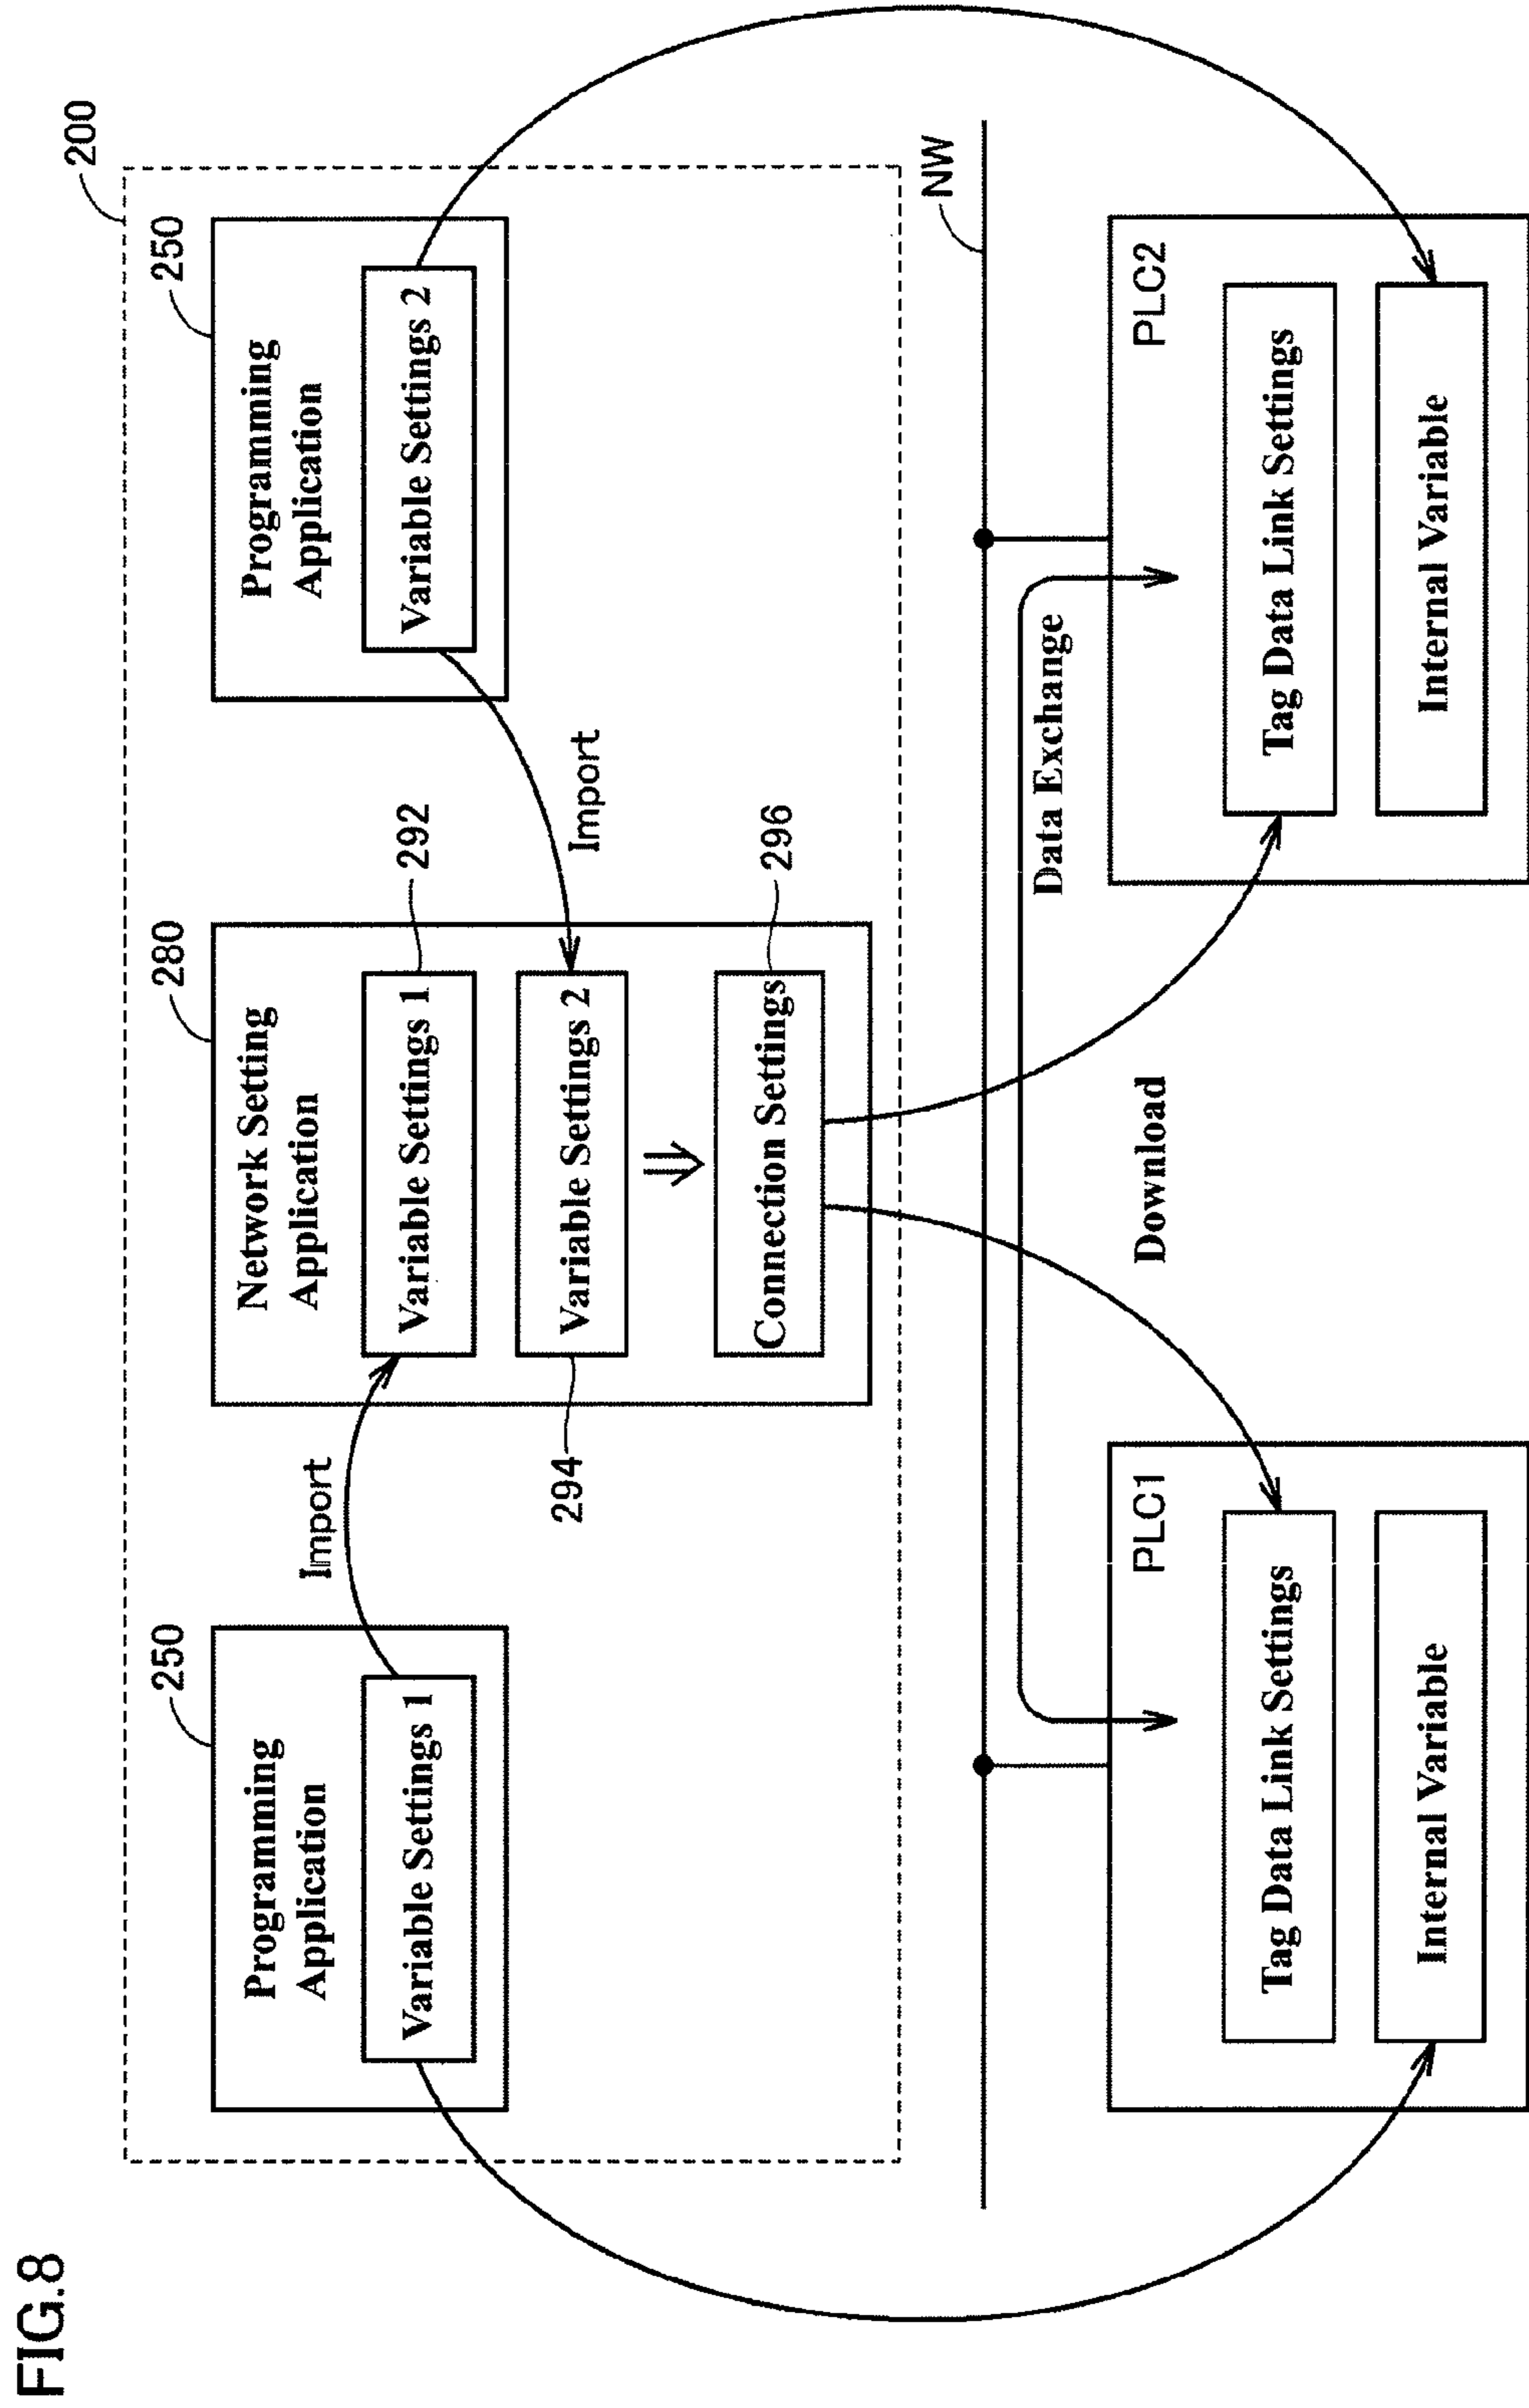 FIG.8
200
250
Programming
Application
Variable Settings 1
Import
280
Network Setting
Application
Variable Settings 1
292
Variable Settings 2
294
Connection Settings
296
Import
250
Programming
Application
Variable Settings 2
NW
Data Exchange
Download
PLC1
Tag Data Link Settings
Internal Variable
PLC2
Tag Data Link Settings
Internal Variable